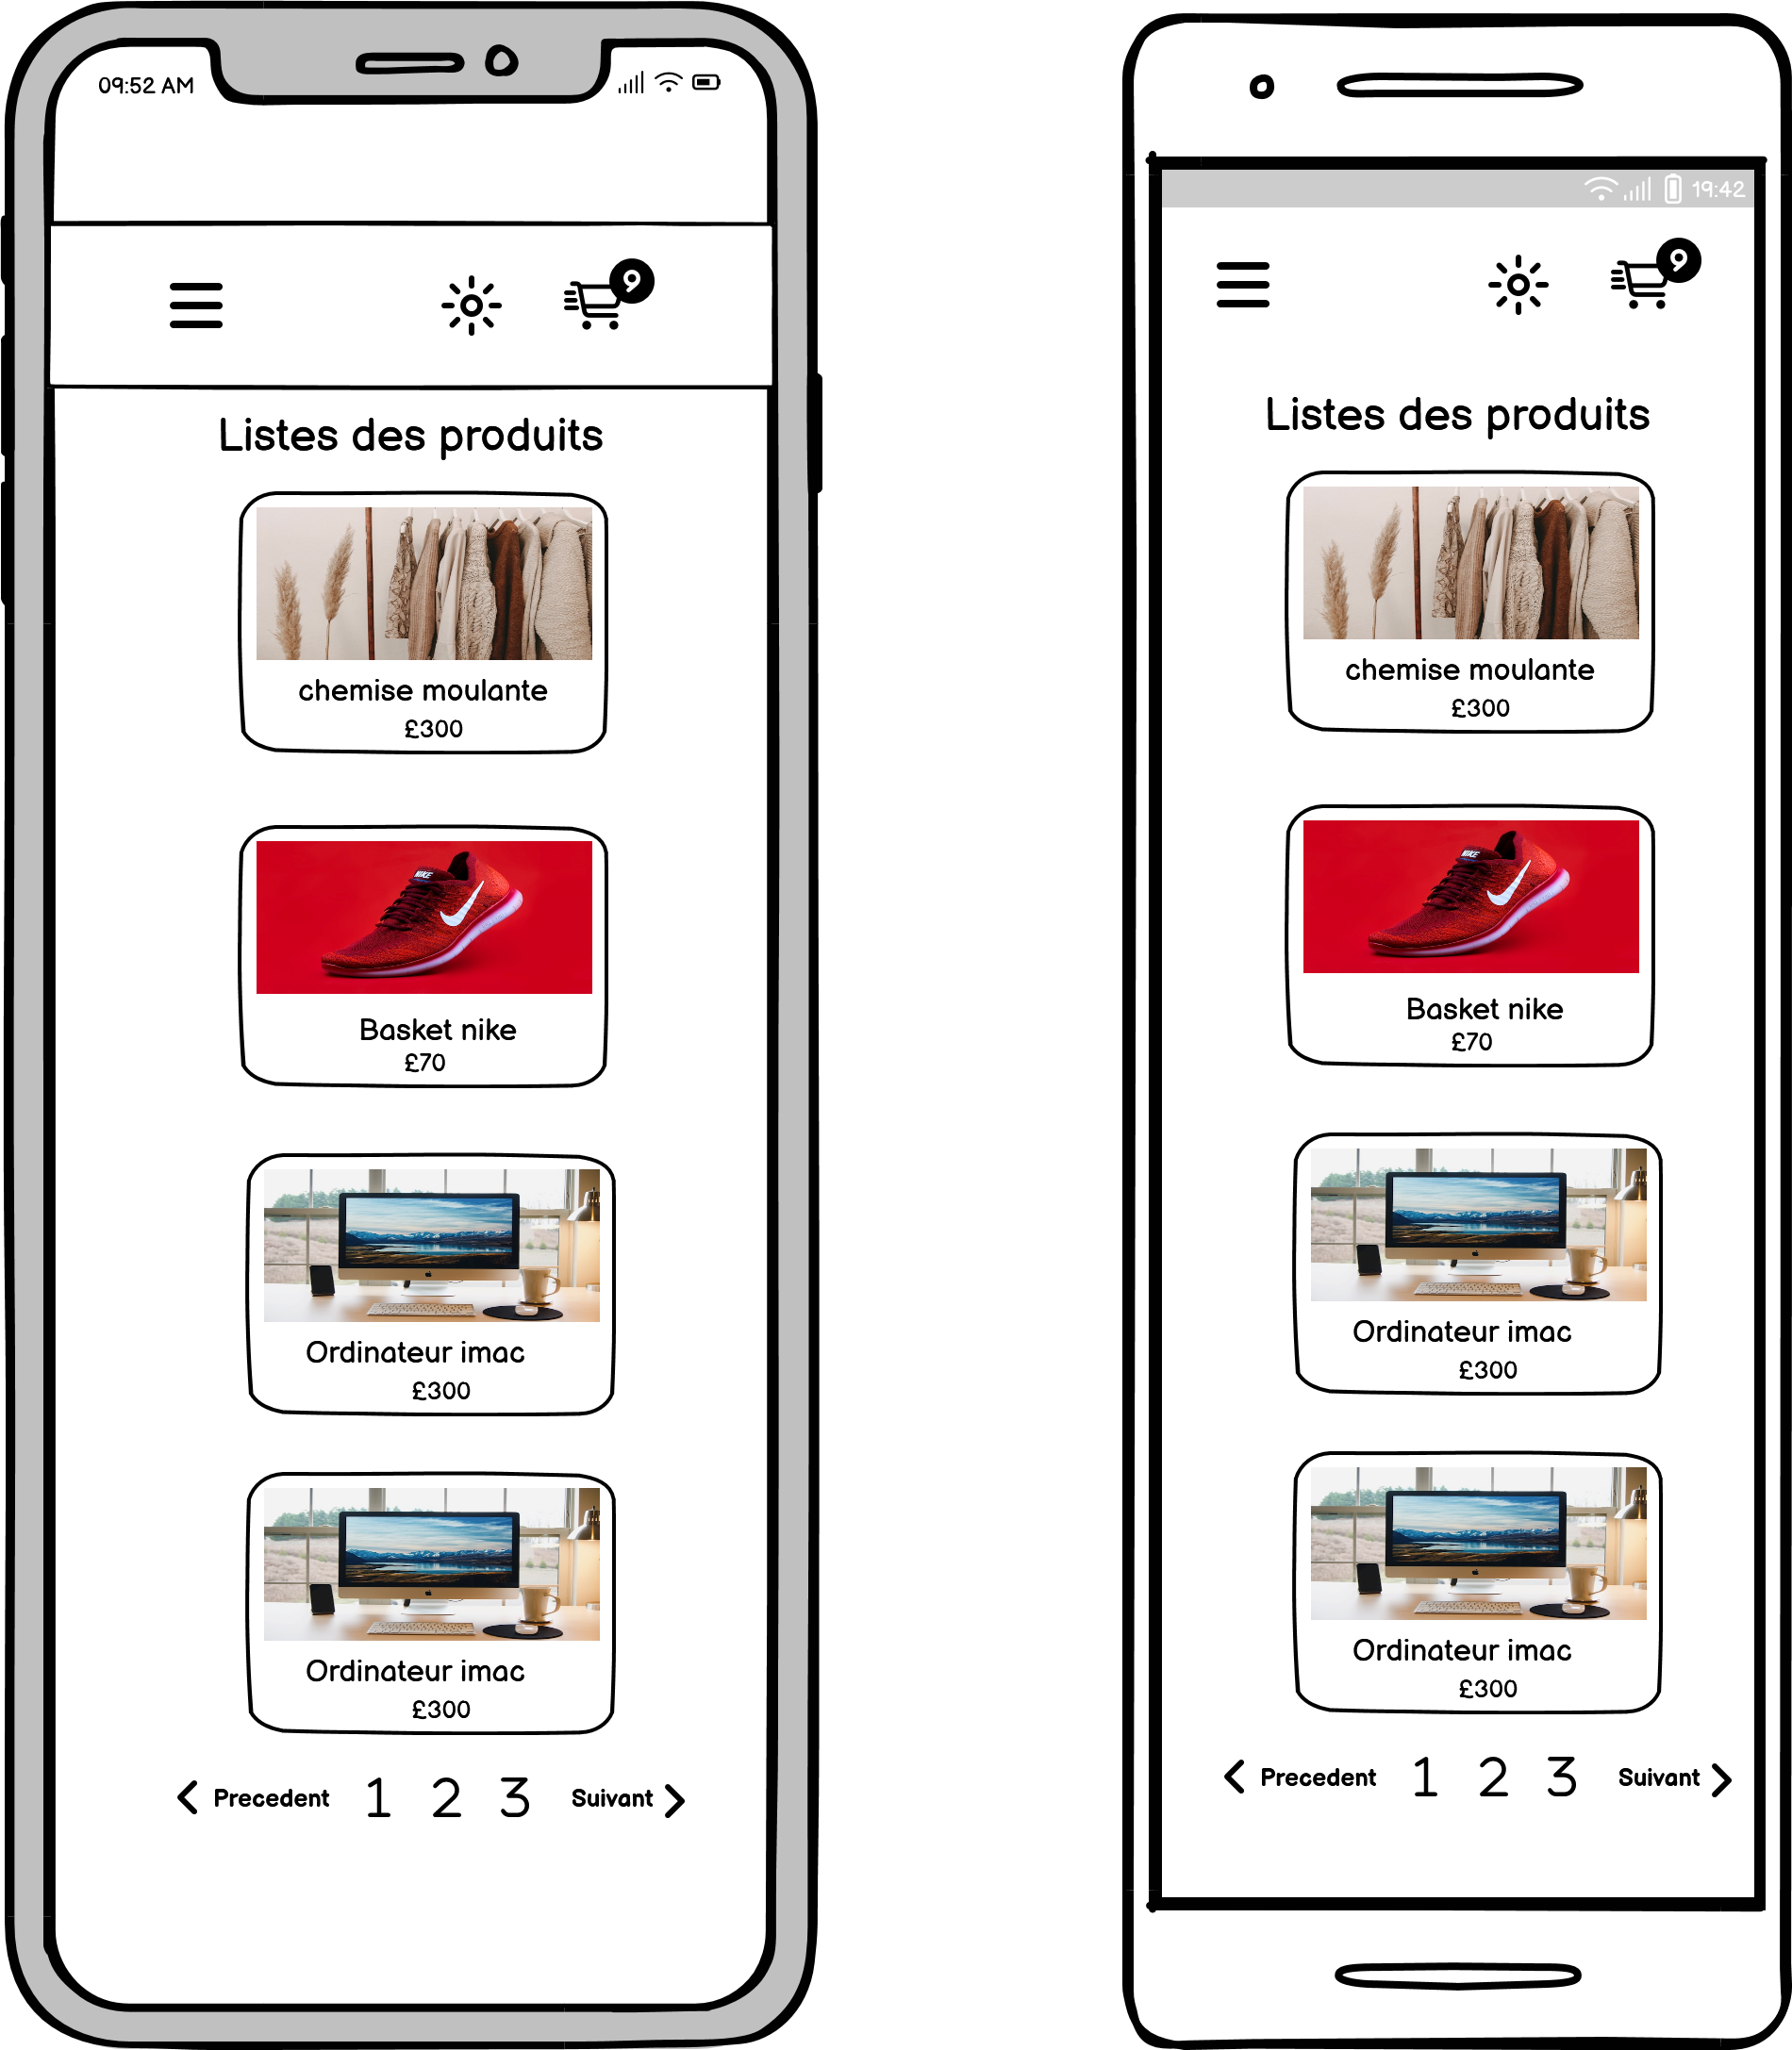 09:52 AM
9
Listes des produits
chemise moulante
£300
NIKE
Basket nike
£70
Ordinateur imac
£300
Ordinateur imac
£300
Precedent 1 2 3 Suivant
19:42
9
Listes des produits
chemise moulante
£300
NIKE
Basket nike
£70
Ordinateur imac
£300
Ordinateur imac
£300
Precedent 1 2 3 Suivant